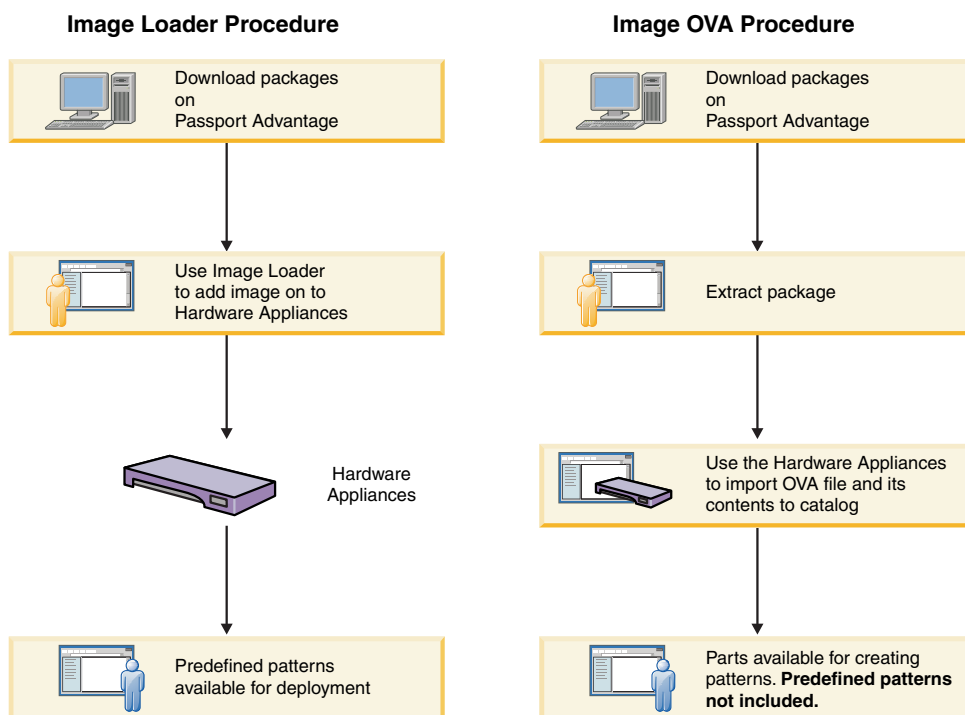 Image Loader Procedure
Download packages
on
Passport Advantage
Use Image Loader
to add image on to
Hardware Appliances
Hardware
Appliances
Predefined patterns
available for deployment
Image OVA Procedure
Download packages
on
Passport Advantage
Extract package
Use the Hardware Appliances
to import OVA file and its
contents to catalog
Parts available for creating
patterns. Predefined patterns
not included.